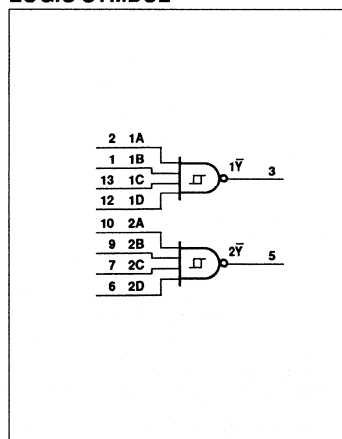 LOGIC SYMBOL
2 1A
1 1B
1Y̅ 3
13 1C
12 1D
10 2A
9 2B
2Y̅ 5
7 2C
6 2D